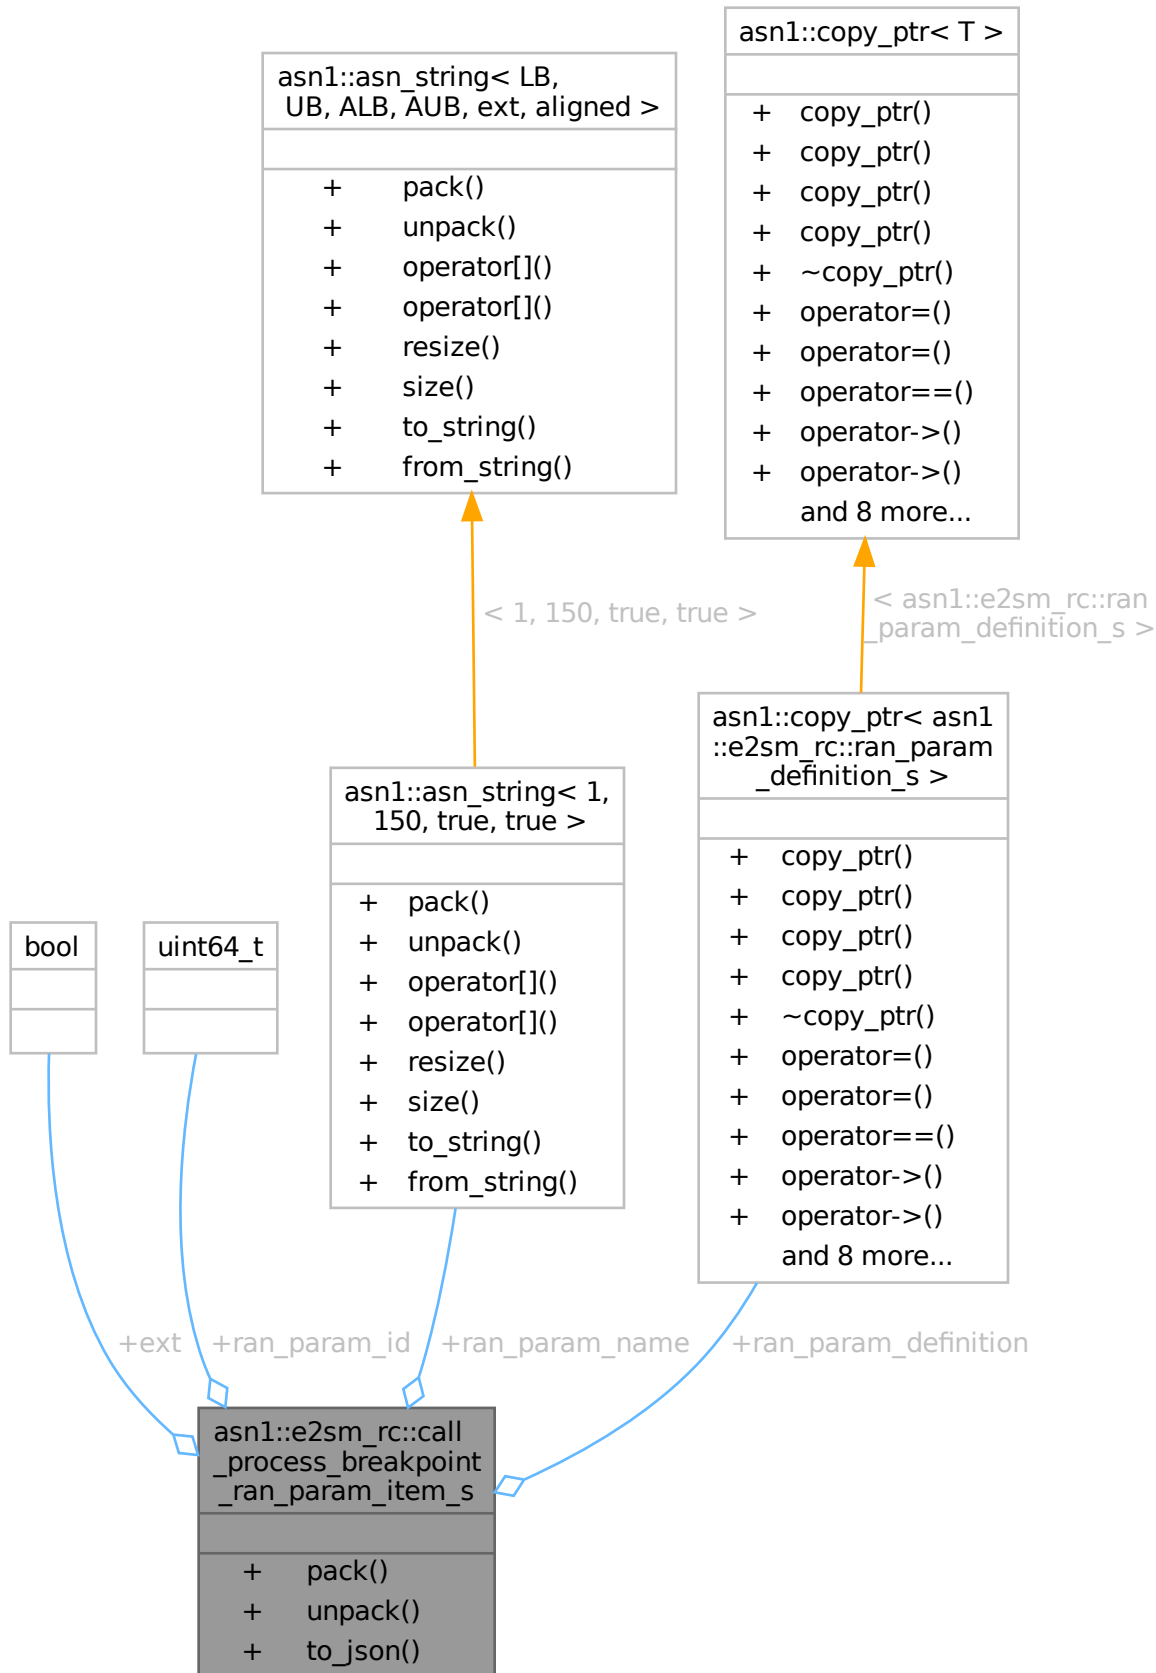 asn1::copy_ptr< T >
+ copy_ptr()
+ copy_ptr()
+ copy_ptr()
+ copy_ptr()
+ ~copy_ptr()
+ operator=()
+ operator=()
+ operator==()
+ operator->()
+ operator->()
and 8 more...
asn1::asn_string< LB,
UB, ALB, AUB, ext, aligned >
+ pack()
+ unpack()
+ operator[]()
+ operator[]()
+ resize()
+ size()
+ to_string()
+ from_string()
< 1, 150, true, true >
< asn1::e2sm_rc::ran
_param_definition_s >
asn1::copy_ptr< asn1
::e2sm_rc::ran_param
_definition_s >
+ copy_ptr()
+ copy_ptr()
+ copy_ptr()
+ copy_ptr()
+ ~copy_ptr()
+ operator=()
+ operator=()
+ operator==()
+ operator->()
+ operator->()
and 8 more...
asn1::asn_string< 1,
150, true, true >
+ pack()
+ unpack()
+ operator[]()
+ operator[]()
+ resize()
+ size()
+ to_string()
+ from_string()
bool
uint64_t
+ext
+ran_param_id
+ran_param_name
+ran_param_definition
asn1::e2sm_rc::call
_process_breakpoint
_ran_param_item_s
+ pack()
+ unpack()
+ to_json()